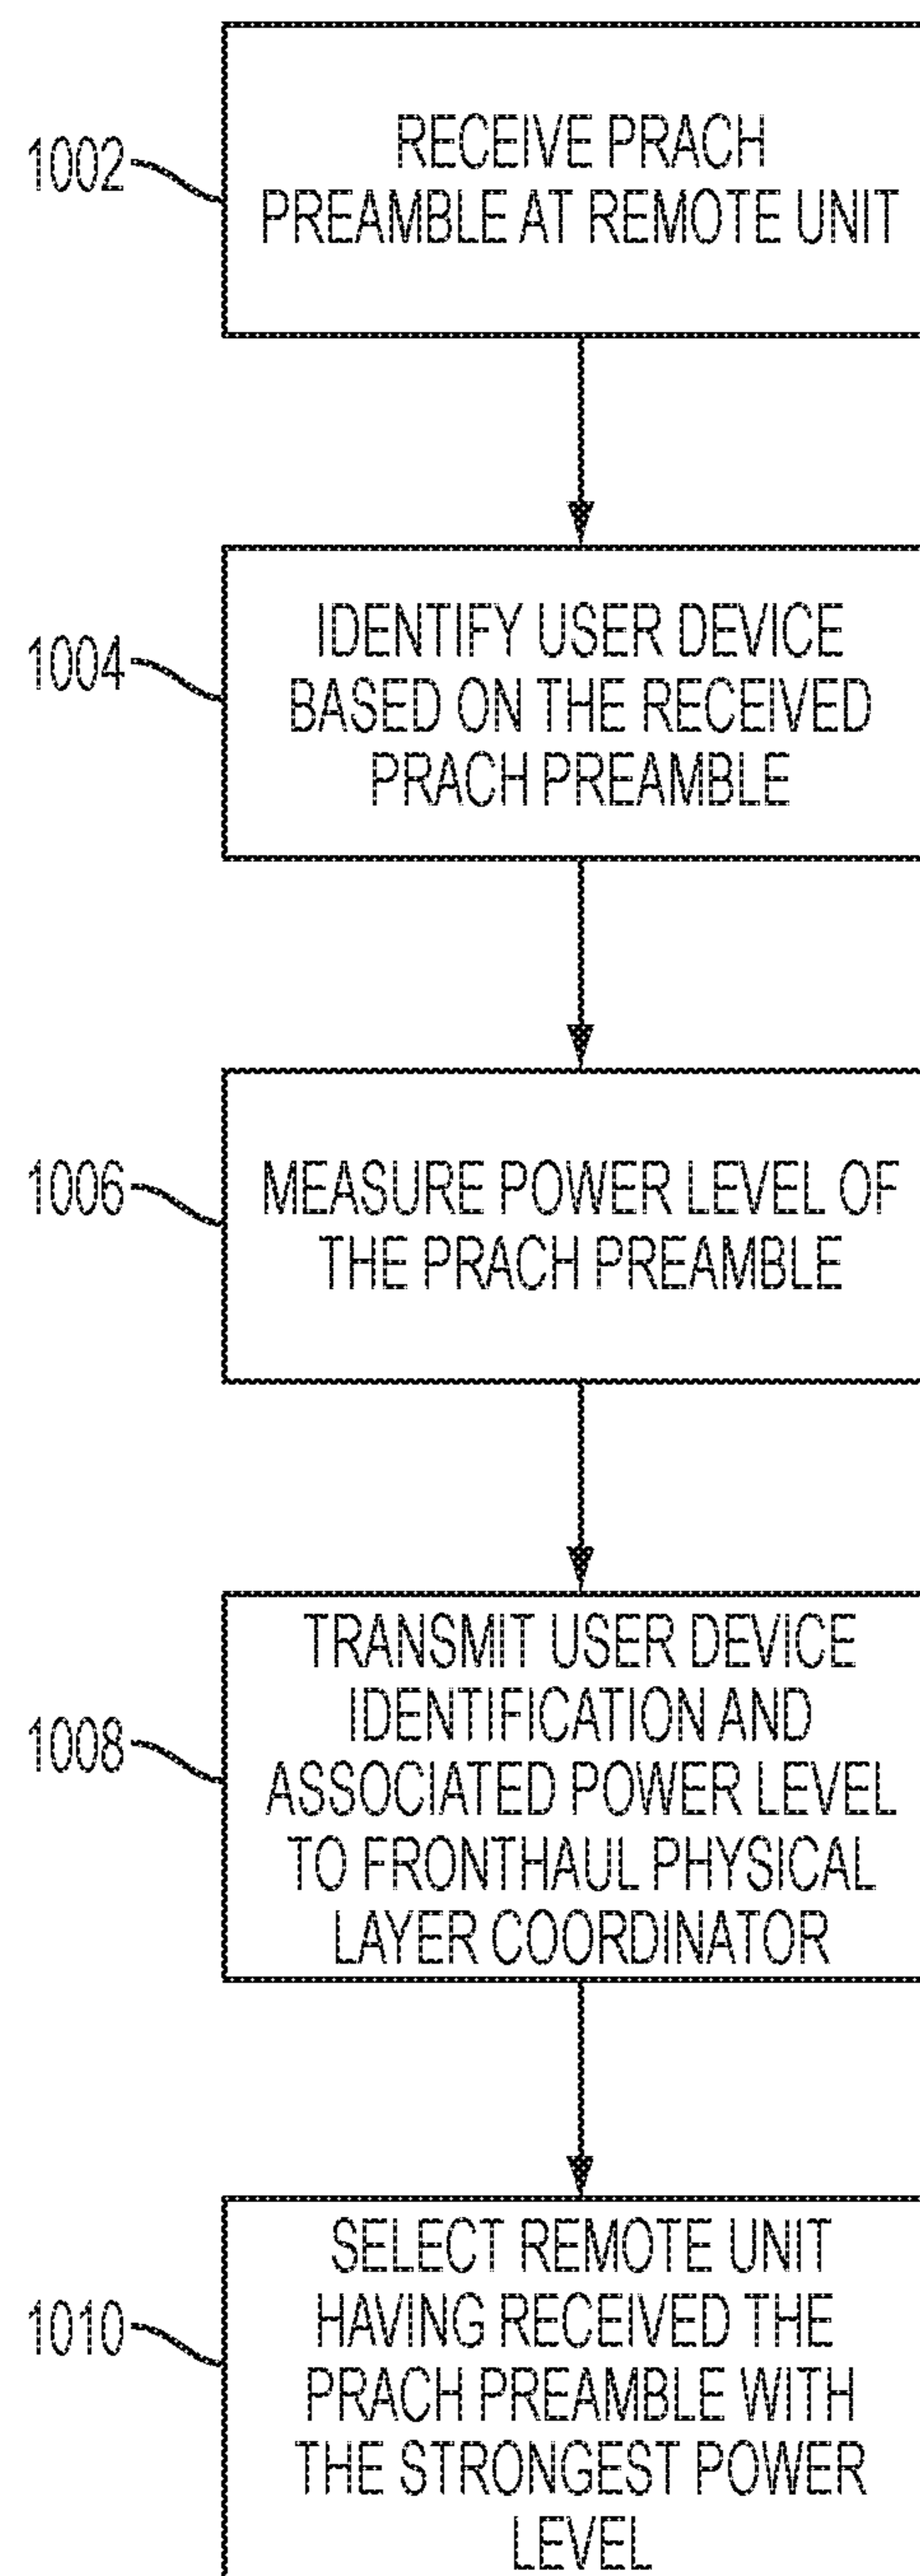 1002
RECEIVE PRACH
PREAMBLE AT REMOTE UNIT
1004
IDENTIFY USER DEVICE
BASED ON THE RECEIVED
PRACH PREAMBLE
1006
MEASURE POWER LEVEL OF
THE PRACH PREAMBLE
1008
TRANSMIT USER DEVICE
IDENTIFICATION AND
ASSOCIATED POWER LEVEL
TO FRONTHAUL PHYSICAL
LAYER COORDINATOR
1010
SELECT REMOTE UNIT
HAVING RECEIVED THE
PRACH PREAMBLE WITH
THE STRONGEST POWER
LEVEL